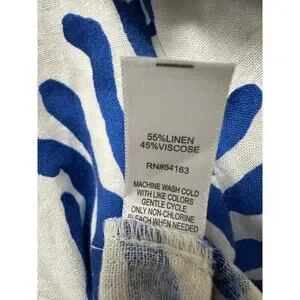 55%LINEN
45%VISCOSE
RN#54163
MACHINE WASH COLD
WITH LIKE COLORS
GENTLE CYCLE
ONLY NON-CHLORINE
BLEACH WHEN NEEDED